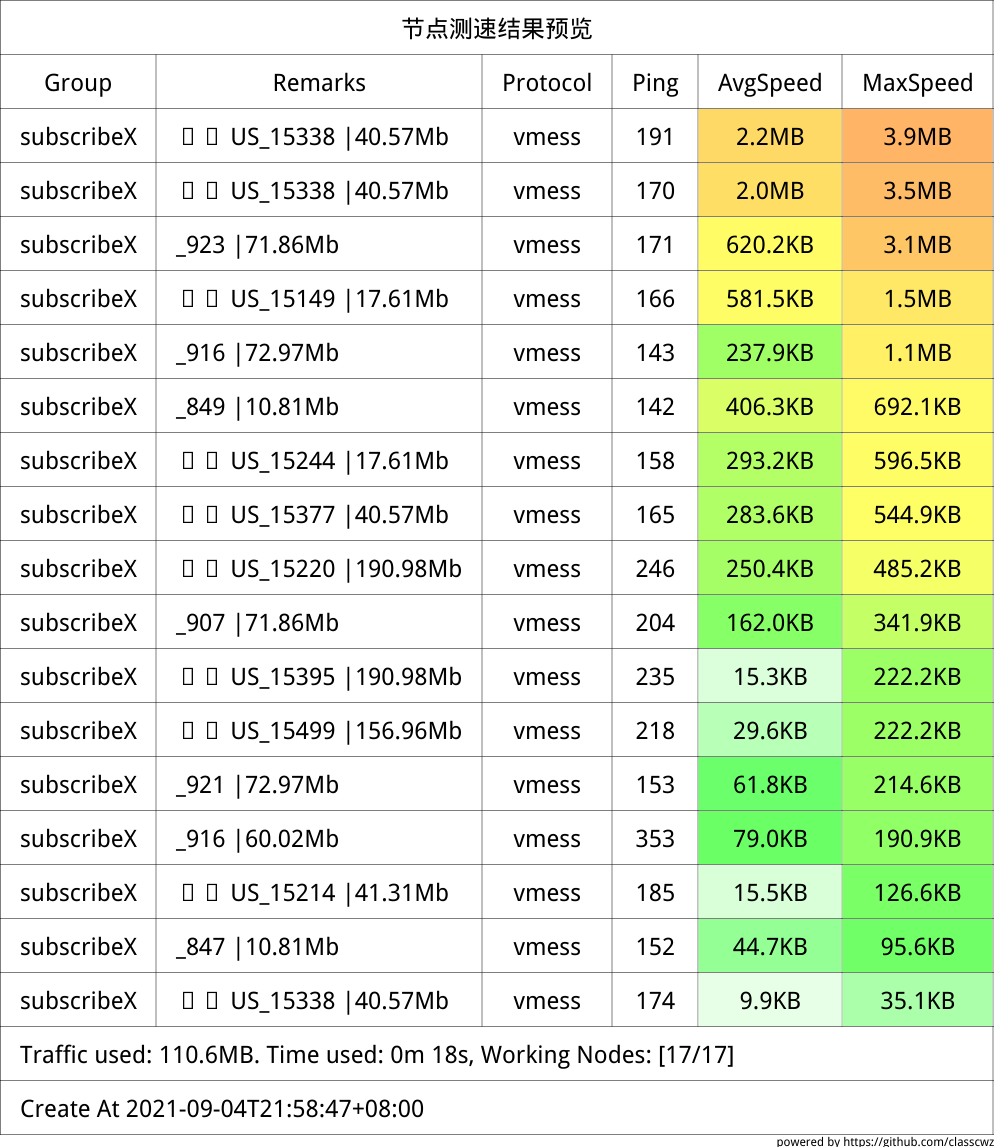 节点测速结果预览
Group Remarks Protocol Ping AvgSpeed MaxSpeed
subscribeX US_15338 |40.57Mb vmess 191 2.2MB 3.9MB
subscribeX US_15338 |40.57Mb vmess 170 2.0MB 3.5MB
subscribeX _923 |71.86Mb vmess 171 620.2KB 3.1MB
subscribeX US_15149 |17.61Mb vmess 166 581.5KB 1.5MB
subscribeX _916 |72.97Mb vmess 143 237.9KB 1.1MB
subscribeX _849 |10.81Mb vmess 142 406.3KB 692.1KB
subscribeX US_15244 |17.61Mb vmess 158 293.2KB 596.5KB
subscribeX US_15377 |40.57Mb vmess 165 283.6KB 544.9KB
subscribeX US_15220 |190.98Mb vmess 246 250.4KB 485.2KB
subscribeX _907 |71.86Mb vmess 204 162.0KB 341.9KB
subscribeX US_15395 |190.98Mb vmess 235 15.3KB 222.2KB
subscribeX US_15499 |156.96Mb vmess 218 29.6KB 222.2KB
subscribeX _921 |72.97Mb vmess 153 61.8KB 214.6KB
subscribeX _916 |60.02Mb vmess 353 79.0KB 190.9KB
subscribeX US_15214 |41.31Mb vmess 185 15.5KB 126.6KB
subscribeX _847 |10.81Mb vmess 152 44.7KB 95.6KB
subscribeX US_15338 |40.57Mb vmess 174 9.9KB 35.1KB
Traffic used: 110.6MB. Time used: 0m 18s, Working Nodes: [17/17]
Create At 2021-09-04T21:58:47+08:00
powered by https://github.com/classcwz